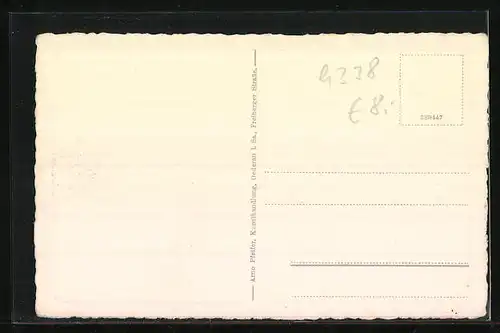 4338
€ 8,-
Arno Pfeifer, Kunsthandlung, Oederan i. Sa., Freiberger Straße.